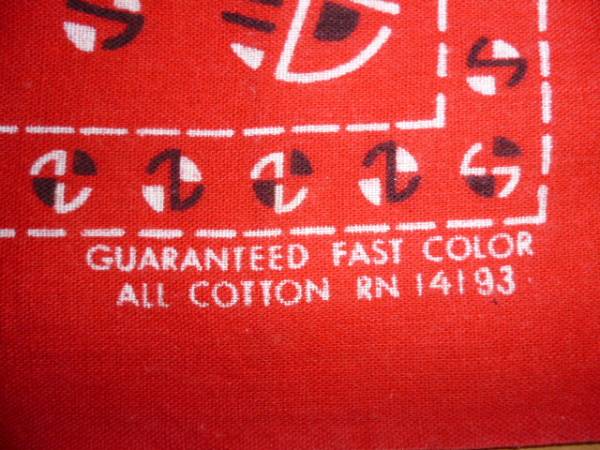 GUARANTEED FAST COLOR
ALL COTTON RN 14193